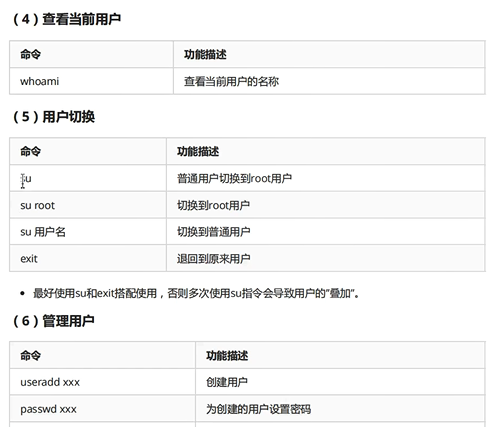 （4）查看当前用户
命令 功能描述
whoami 查看当前用户的名称
（5）用户切换
命令 功能描述
su 普通用户切换到root用户
su root 切换到root用户
su 用户名 切换到普通用户
exit 退回到原来用户
• 最好使用su和exit搭配使用，否则多次使用su指令会导致用户的”叠加“。
（6）管理用户
命令 功能描述
useradd xxx 创建用户
passwd xxx 为创建的用户设置密码